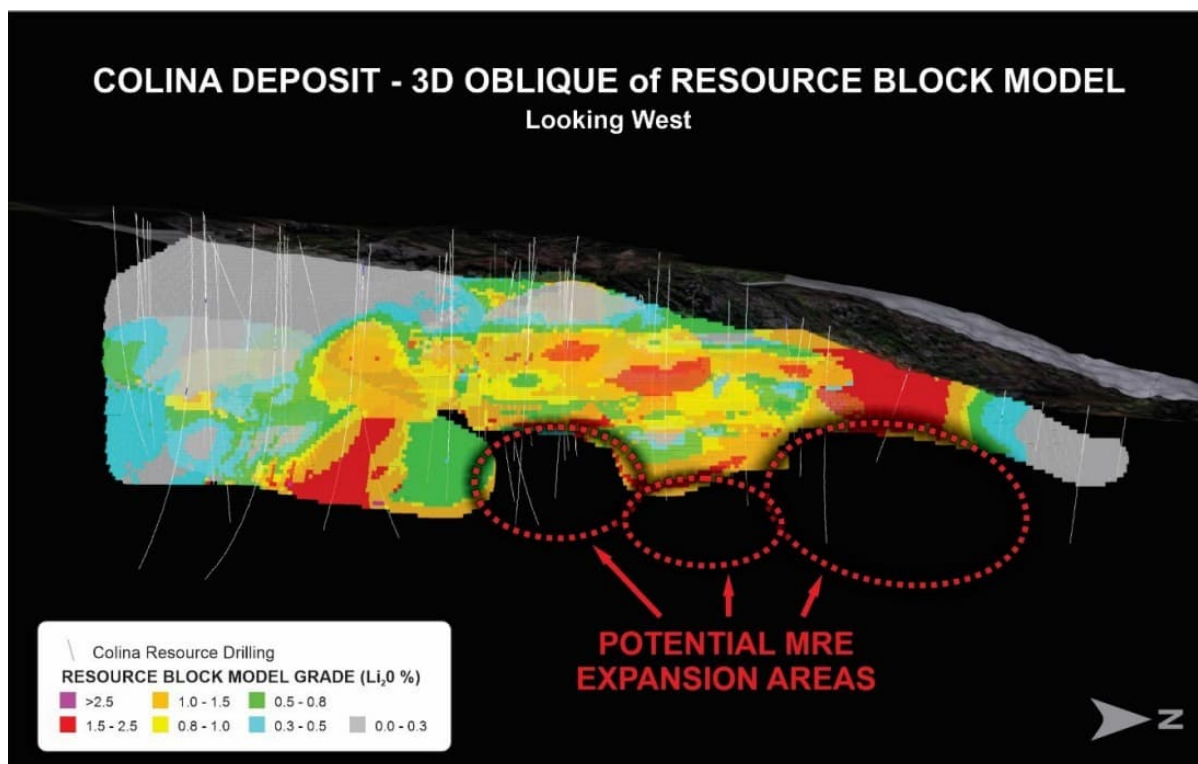 COLINA DEPOSIT - 3D OBLIQUE of RESOURCE BLOCK MODEL
Looking West
POTENTIAL MRE
EXPANSION AREAS
Colina Resource Drilling
RESOURCE BLOCK MODEL GRADE (Li₂0 %)
>2.5 1.0 - 1.5 0.5 - 0.8
1.5 - 2.5 0.8 - 1.0 0.3 - 0.5 0.0 - 0.3
N